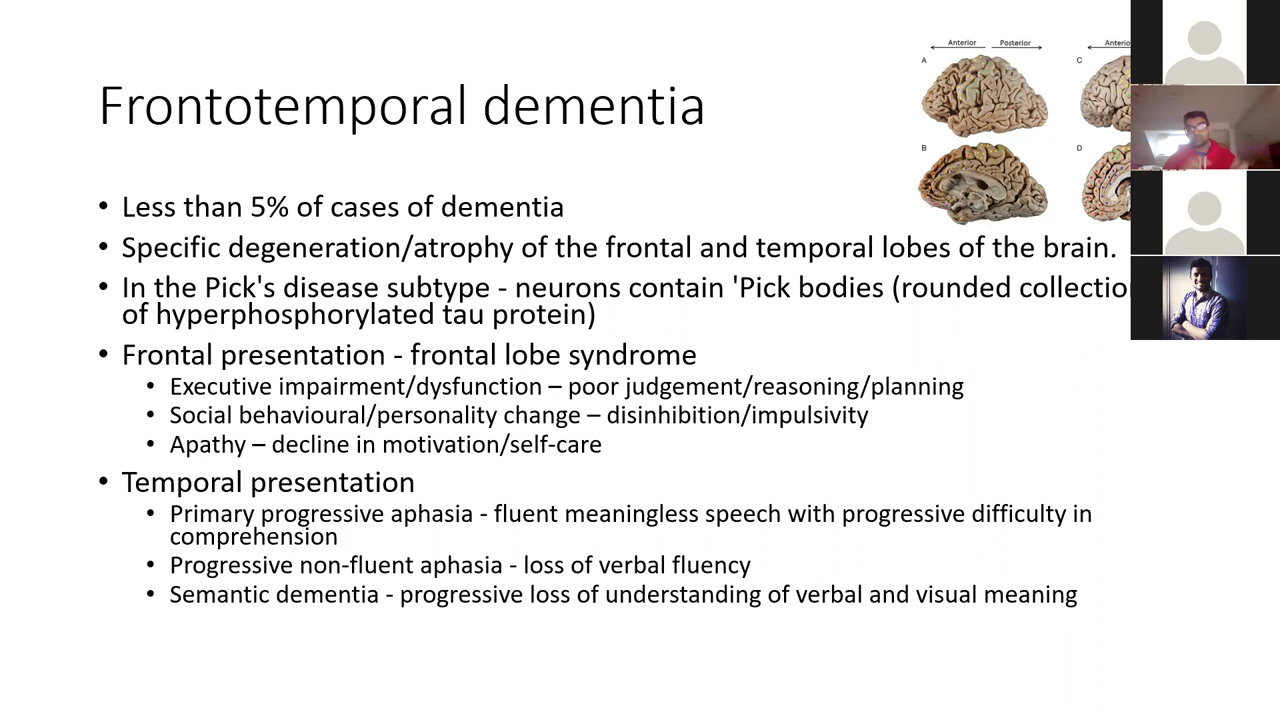 Frontotemporal dementia
Anterior Posterior
Anterio
A
C
B
D
• Less than 5% of cases of dementia
• Specific degeneration/atrophy of the frontal and temporal lobes of the brain.
• In the Pick's disease subtype - neurons contain 'Pick bodies (rounded collectio
of hyperphosphorylated tau protein)
• Frontal presentation - frontal lobe syndrome
• Executive impairment/dysfunction – poor judgement/reasoning/planning
• Social behavioural/personality change – disinhibition/impulsivity
• Apathy – decline in motivation/self-care
• Temporal presentation
• Primary progressive aphasia - fluent meaningless speech with progressive difficulty in
comprehension
• Progressive non-fluent aphasia - loss of verbal fluency
• Semantic dementia - progressive loss of understanding of verbal and visual meaning